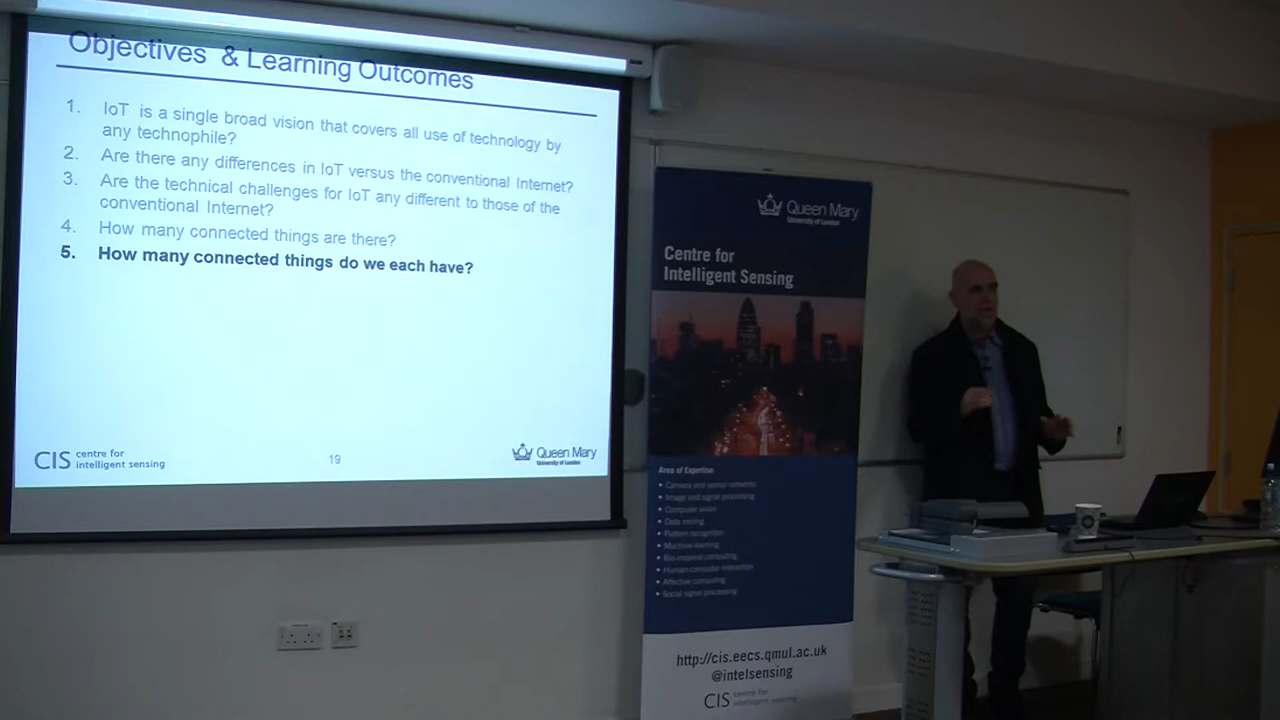 Objectives & Learning Outcomes
1. IoT is a single broad vision that covers all use of technology by
any technophile?
2. Are there any differences in IoT versus the conventional Internet?
3. Are the technical challenges for IoT any different to those of the
conventional Internet?
4. How many connected things are there?
5. How many connected things do we each have?
CIS centre for
intelligent sensing
19
Queen Mary
University of London
Queen Mary
University of London
Centre for
Intelligent Sensing
Area of Expertise:
• Camera and sensor networks
• Image and signal processing
• Computer vision
• Data mining
• Pattern recognition
• Machine learning
• Bio-inspired computing
• Human-computer interaction
• Affective computing
• Social signal processing
http://cis.eecs.qmul.ac.uk
@intelsensing
CIS centre for
intelligent sensing